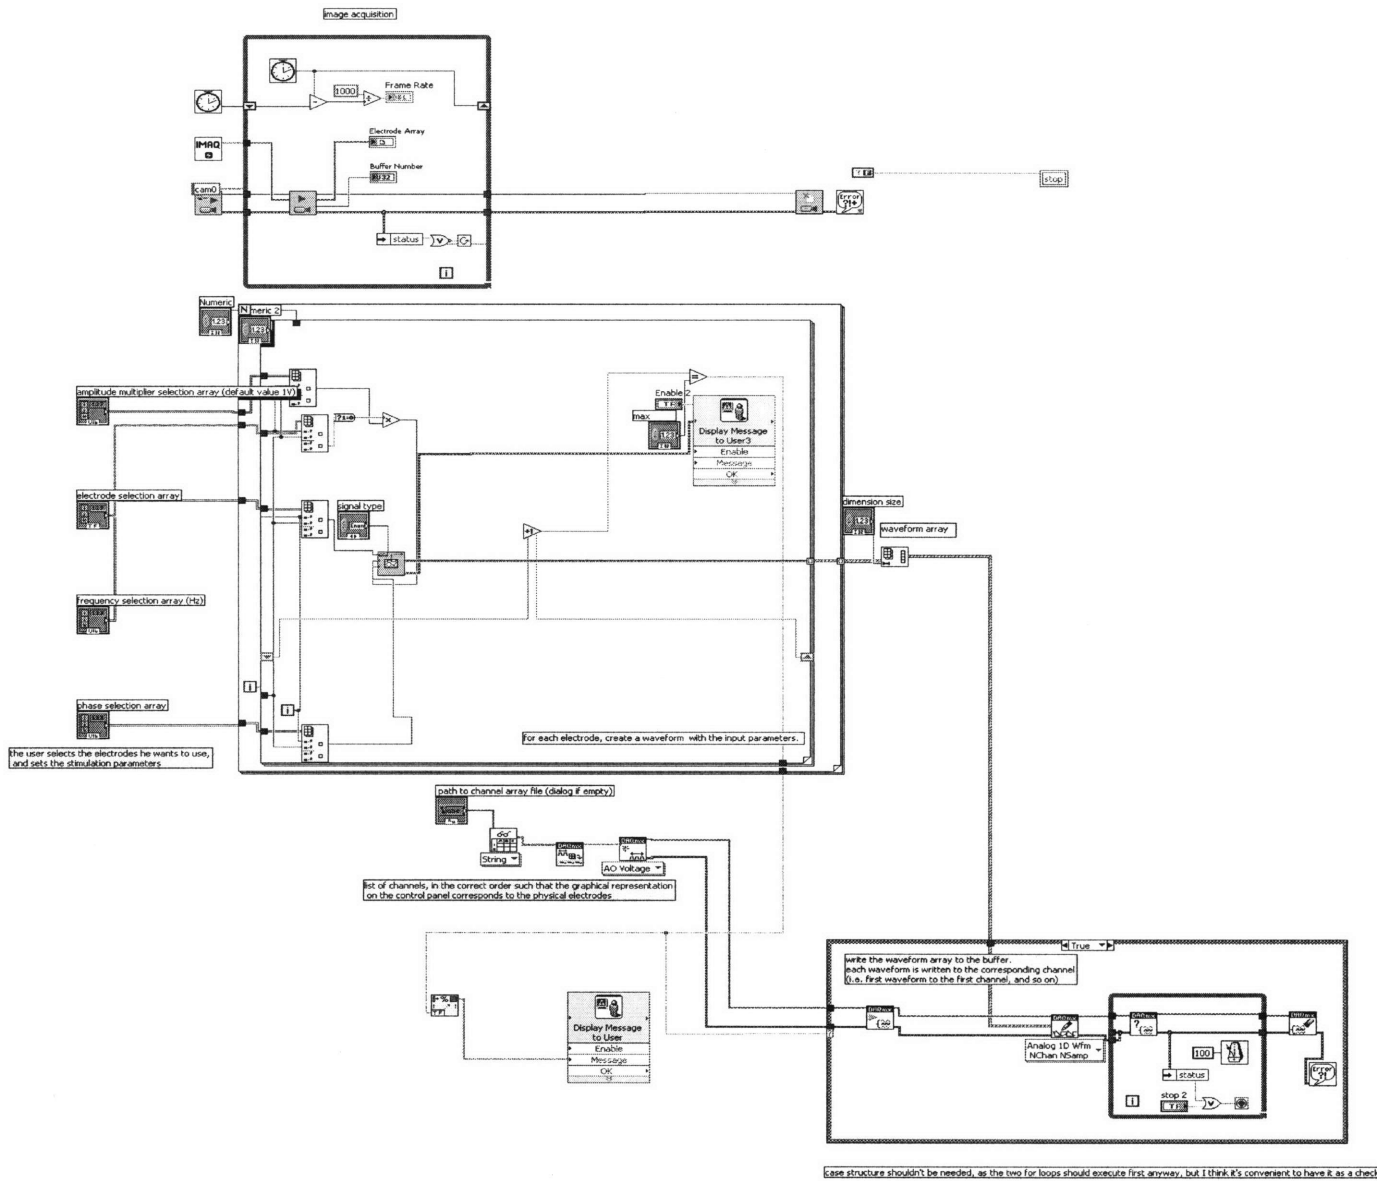 image acquisition
1000
Frame Rate
Electrode Array
IMAQ
Buffer Number
cam0
stop
Error
?!+
status
i
Numeric
N
meric 2
amplitude multiplier selection array (default value 1V)
Enable 2
max
Display Message
to User3
Enable
Message
OK
electrode selection array
signal type
dimension size
waveform array
frequency selection array (Hz)
i
i
phase selection array
the user selects the electrodes he wants to use,
and sets the stimulation parameters
for each electrode, create a waveform with the input parameters.
path to channel array file (dialog if empty)
String
AO Voltage
list of channels, in the correct order such that the graphical representation
on the control panel corresponds to the physical electrodes
True
write the waveform array to the buffer.
each waveform is written to the corresponding channel
(i.e. first waveform to the first channel, and so on)
Display Message
to User
Enable
Message
OK
Analog 1D Wfm
NChan NSamp
100
status
stop 2
i
Error
?!
case structure shouldn't be needed, as the two for loops should execute first anyway, but I think it's convenient to have it as a check